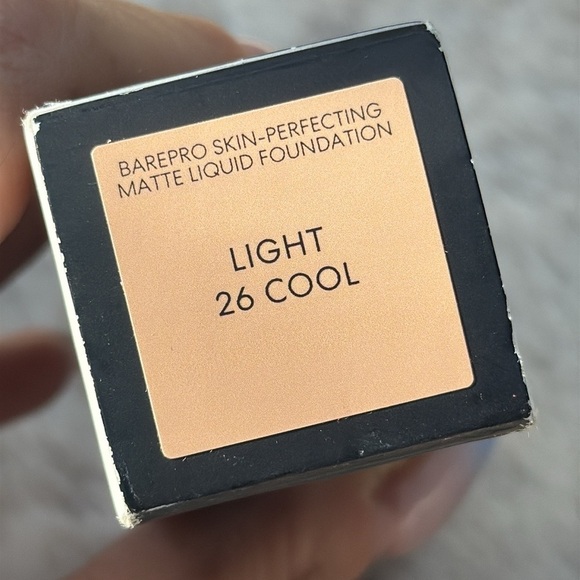 BAREPRO SKIN-PERFECTING
MATTE LIQUID FOUNDATION
LIGHT
26 COOL